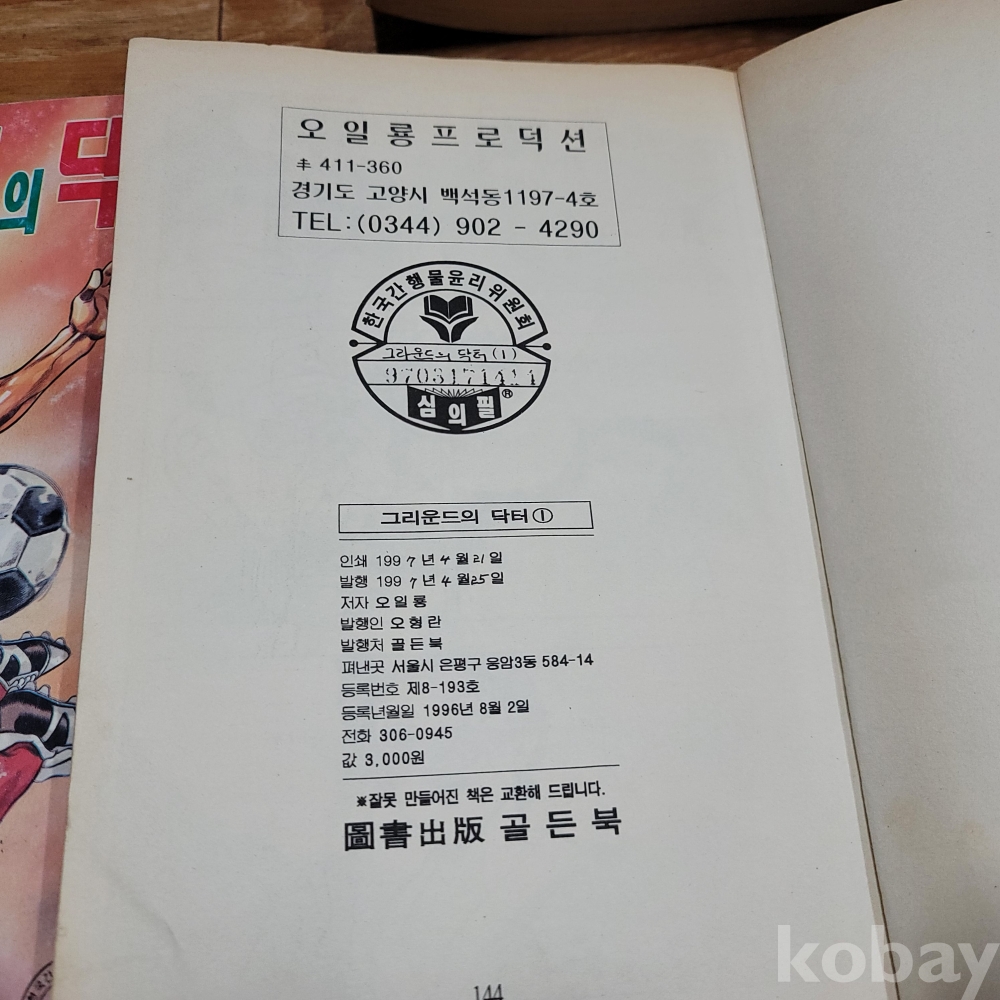 의 닥
오일룡프로덕션
우 411-360
경기도 고양시 백석동1197-4호
TEL:(0344) 902 - 4290
한국간행물윤리위원회
그라운드의 닥터(1)
심의필®
그리운드의 닥터①
인쇄 1997년 4월21일
발행 1997년 4월25일
저자 오일룡
발행인 오형란
발행처 골든북
펴낸곳 서울시 은평구 응암3동 584-14
등록번호 제8-193호
등록년월일 1996년 8월 2일
전화 306-0945
값 3,000원
※잘못 만들어진 책은 교환해 드립니다.
圖書出版 골든북
144
kobay